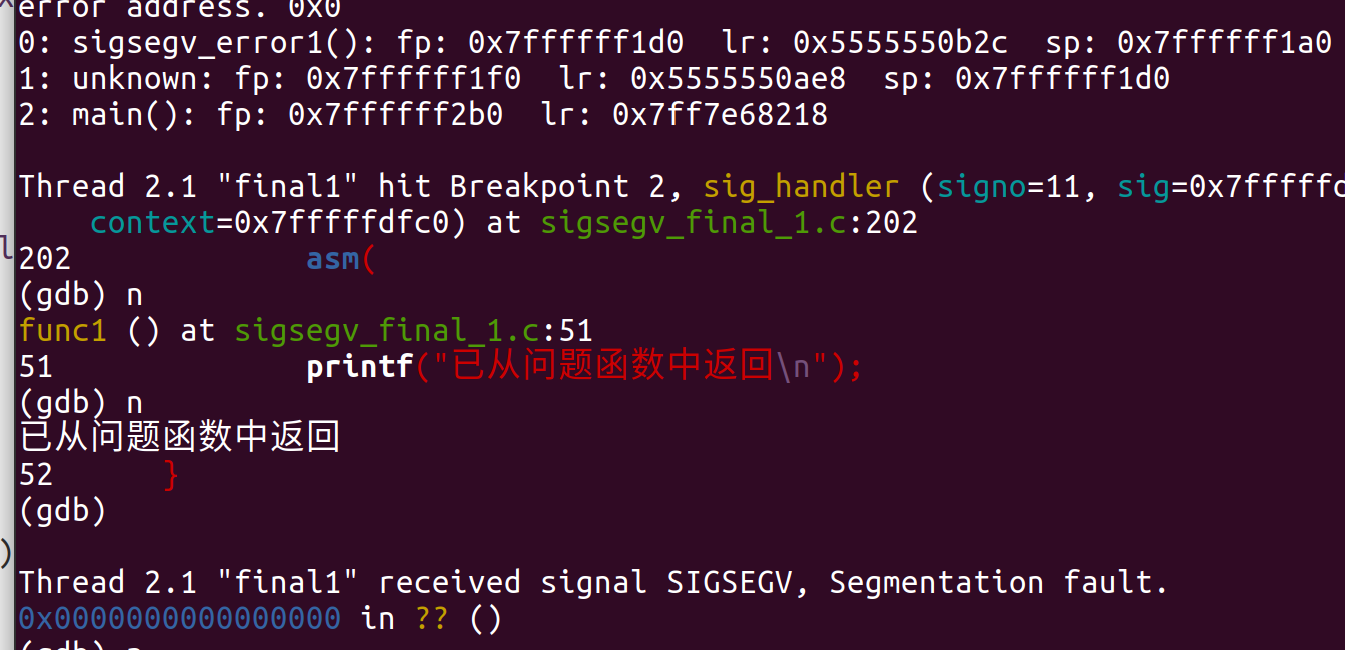 error address. 0x0
0: sigsegv_error1(): fp: 0x7ffffff1d0  lr: 0x5555550b2c  sp: 0x7ffffff1a0
1: unknown: fp: 0x7ffffff1f0  lr: 0x5555550ae8  sp: 0x7ffffff1d0
2: main(): fp: 0x7ffffff2b0  lr: 0x7ff7e68218
Thread 2.1 "final1" hit Breakpoint 2, sig_handler (signo=11, sig=0x7fffff
context=0x7fffffdfc0) at sigsegv_final_1.c:202
202 asm(
(gdb) n
func1 () at sigsegv_final_1.c:51
51 printf("已从问题函数中返回\n");
(gdb) n
已从问题函数中返回
52 }
(gdb)
Thread 2.1 "final1" received signal SIGSEGV, Segmentation fault.
0x0000000000000000 in ?? ()